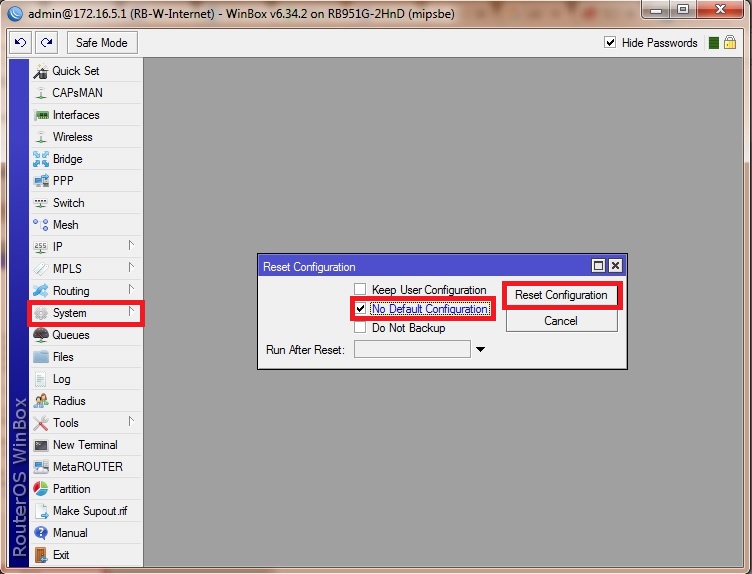 admin@172.16.5.1 (RB-W-Internet) - WinBox v6.34.2 on RB951G-2HnD (mipsbe)
Safe Mode
Hide Passwords
Quick Set
CAPsMAN
Interfaces
Wireless
Bridge
PPP
Switch
Mesh
IP
MPLS
Routing
System
Queues
Files
Log
Radius
Tools
New Terminal
MetaROUTER
Partition
Make Supout.rif
Manual
Exit
RouterOS WinBox
Reset Configuration
Keep User Configuration
No Default Configuration
Do Not Backup
Run After Reset:
Reset Configuration
Cancel